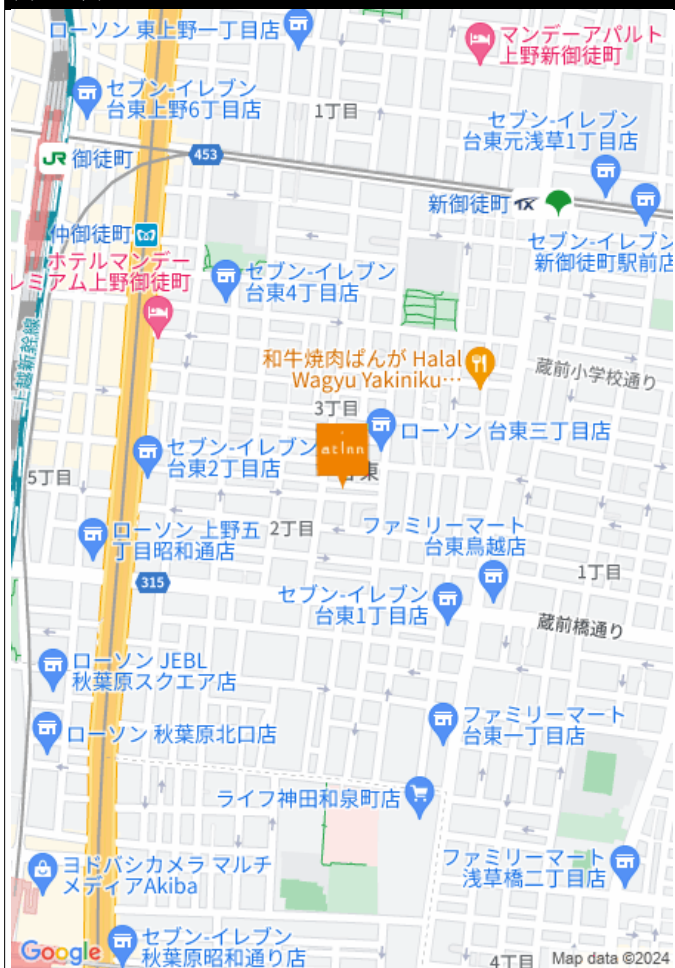 ローソン 東上野一丁目店
マンデーアパルト
上野新御徒町
セブン-イレブン
台東上野6丁目店
1丁目
セブン-イレブン
台東元浅草1丁目店
JR 御徒町
453
新御徒町
TX
仲御徒町
セブン-イレブン
新御徒町駅前店
ホテルマンデー
レミアム上野御徒町
セブン-イレブン
台東4丁目店
上越新幹線
和牛焼肉ぱんが Halal
Wagyu Yakiniku…
蔵前小学校通り
3丁目
ローソン 台東三丁目店
at inn
セブン-イレブン
台東2丁目店
東
5丁目
ローソン 上野五
丁目昭和通店
2丁目
ファミリーマート
台東鳥越店
1丁目
315
セブン-イレブン
台東1丁目店
蔵前橋通り
ローソン JEBL
秋葉原スクエア店
ローソン 秋葉原北口店
ファミリーマート
台東一丁目店
ライフ神田和泉町店
ヨドバシカメラ マルチ
メディアAkiba
ファミリーマート
浅草橋二丁目店
セブン-イレブン
秋葉原昭和通り店
Google
4丁目
Map data ©2024